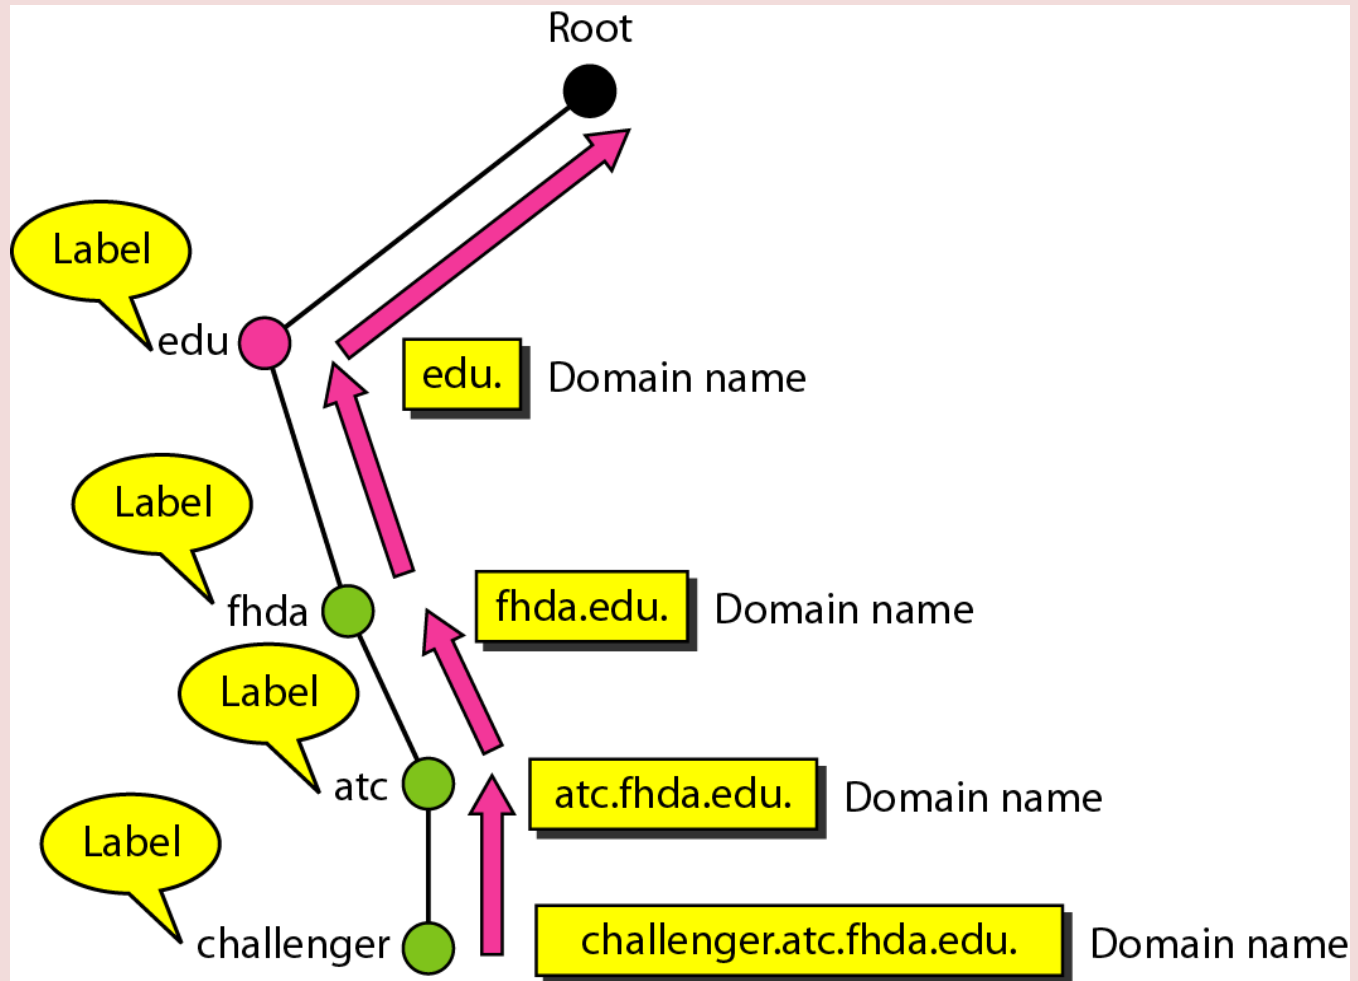 Root
Label
edu
edu.
Domain name
Label
fhda
fhda.edu.
Domain name
Label
atc
atc.fhda.edu.
Domain name
Label
challenger
challenger.atc.fhda.edu.
Domain name